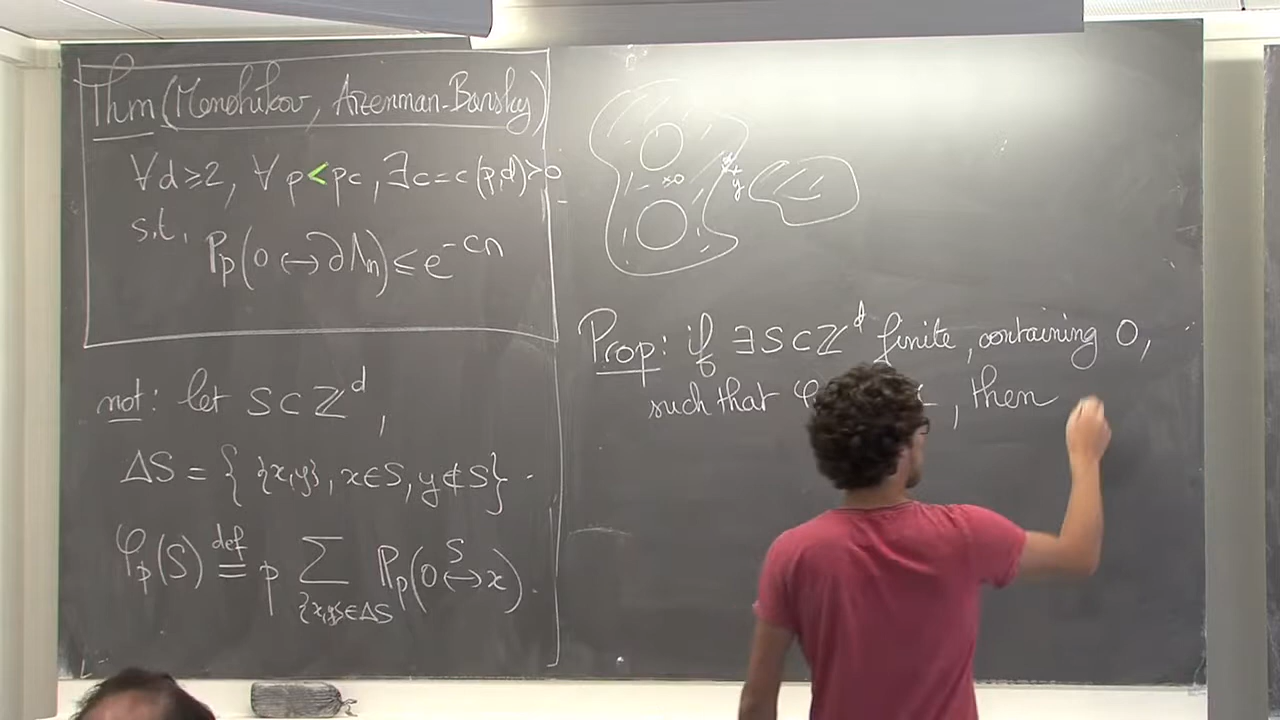 Thm (Menshikov, Aizenman-Barsky)
∀d≥2, ∀ p<pc, ∃c=c(p,d)>0
s.t. Pp(0↔∂Λn)≤e^-cn
not: let S⊂ℤ^d,
ΔS = { {x,y}, x∈S, y∉S}.
φp(S) def= p ∑{x,y}∈ΔS Pp(0 ↔^S x).
x0
x
y
Prop: if ∃S⊂ℤ^d finite, containing 0,
such that φ , then